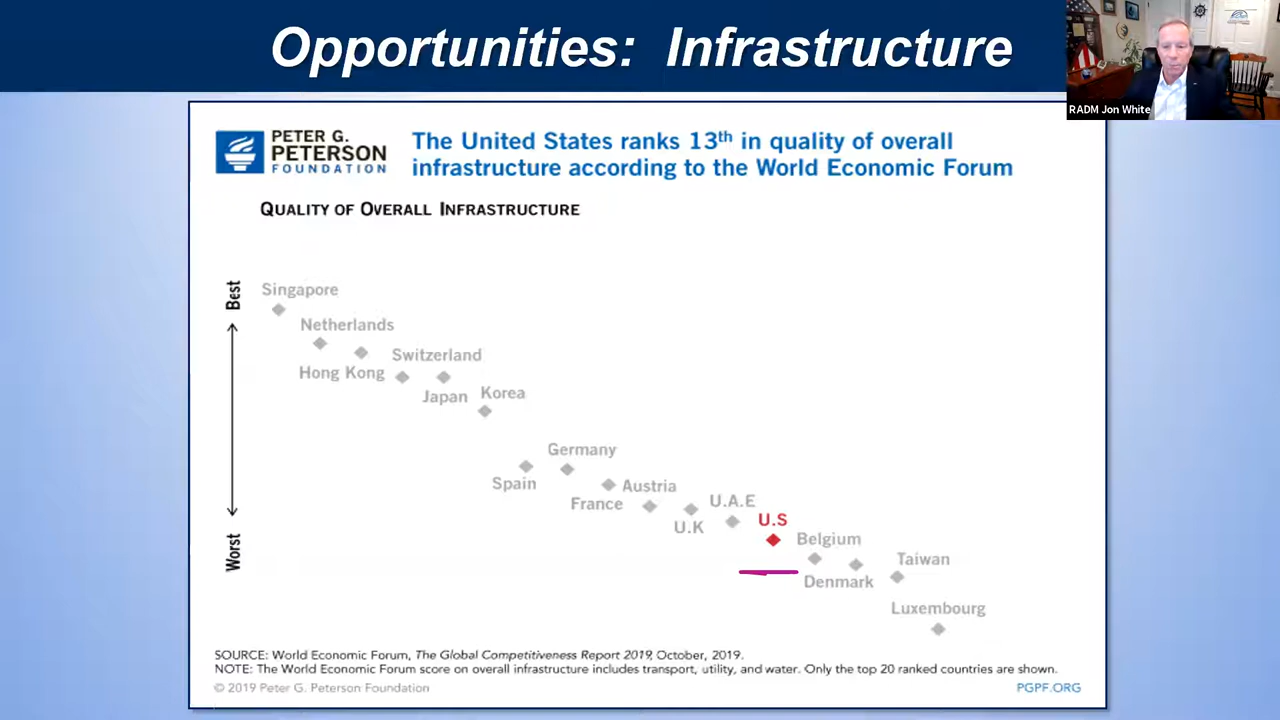 Opportunities: Infrastructure
RADM Jon White
PETER G.
PETERSON
FOUNDATION
The United States ranks 13th in quality of overall
infrastructure according to the World Economic Forum
QUALITY OF OVERALL INFRASTRUCTURE
Best
Worst
Singapore
Netherlands
Hong Kong
Switzerland
Japan
Korea
Germany
Spain
Austria
France
U.A.E
U.K
U.S
Belgium
Denmark
Taiwan
Luxembourg
SOURCE: World Economic Forum, The Global Competitiveness Report 2019, October, 2019.
NOTE: The World Economic Forum score on overall infrastructure includes transport, utility, and water. Only the top 20 ranked countries are shown.
© 2019 Peter G. Peterson Foundation
PGPF.ORG